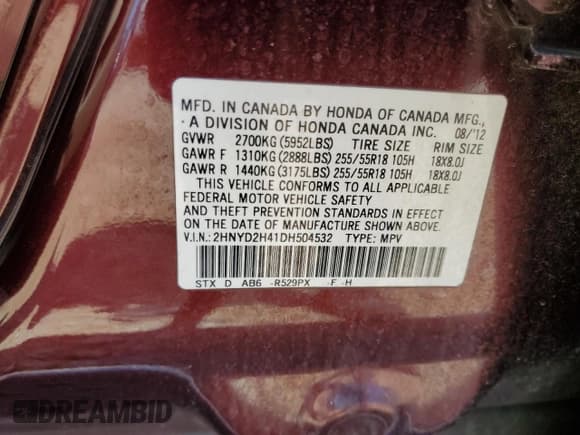 MFD. IN CANADA BY HONDA OF CANADA MFG.,
· A DIVISION OF HONDA CANADA INC. 08/'12
GVWR 2700KG(5952LBS) TIRE SIZE RIM SIZE
GAWR F 1310KG(2888LBS) 255/55R18 105H 18X8.0J
GAWR R 1440KG(3175LBS) 255/55R18 105H 18X8.0J
THIS VEHICLE CONFORMS TO ALL APPLICABLE
FEDERAL MOTOR VEHICLE SAFETY
AND THEFT PREVENTION STANDARDS IN EFFECT
ON THE DATE OF MANUFACTURE SHOWN ABOVE.
V.I.N.: 2HNYD2H41DH504532 TYPE: MPV
STX D AB6 -R529PX -F -H
DREAMBID